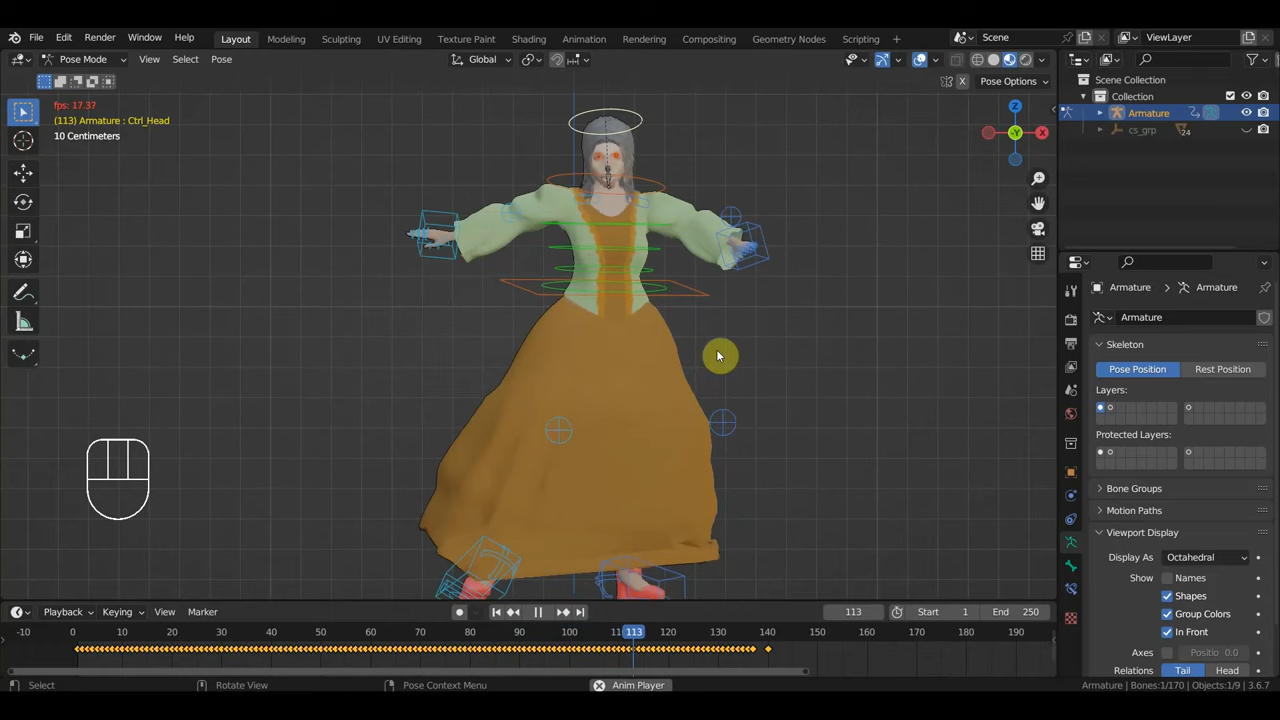 File Edit Render Window Help Layout Modeling Sculpting UV Editing Texture Paint Shading Animation Rendering Compositing Geometry Nodes Scripting + Scene ViewLayer
Pose Mode View Select Pose Global
X Pose Options
fps: 17.37
(113) Armature : Ctrl_Head
10 Centimeters
Z
X
-Y
Scene Collection
Collection
Armature
cs_grp 24
Armature > Armature
Armature
Skeleton
Pose Position Rest Position
Layers:
Protected Layers:
Bone Groups
Motion Paths
Viewport Display
Display As Octahedral
Show Names
Shapes
Group Colors
In Front
Axes Positio 0.0
Relations Tail Head
Playback Keying View Marker 113 Start 1 End 250
-10 0 10 20 30 40 50 60 70 80 90 100 11 113 120 130 140 150 160 170 180 190
Select Rotate View Pose Context Menu Anim Player Armature | Bones:1/170 | Objects:1/9 | 3.6.7